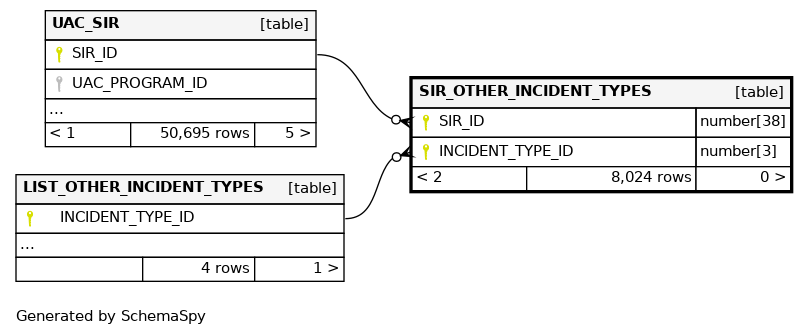 UAC_SIR [table]
SIR_ID
UAC_PROGRAM_ID
...
< 1 50,695 rows 5 >
SIR_OTHER_INCIDENT_TYPES [table]
SIR_ID number[38]
INCIDENT_TYPE_ID number[3]
< 2 8,024 rows 0 >
LIST_OTHER_INCIDENT_TYPES [table]
INCIDENT_TYPE_ID
...
4 rows 1 >
Generated by SchemaSpy